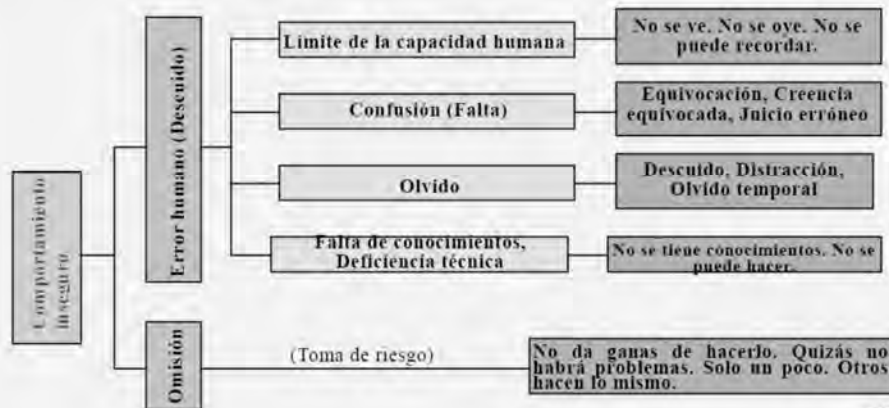 Comportamiento
inseguro
Error humano (Descuido)
Límite de la capacidad humana
No se ve. No se oye. No se
puede recordar.
Confusión (Falta)
Equivocación, Creencia
equivocada, Juicio erróneo
Olvido
Descuido, Distracción,
Olvido temporal
Falta de conocimientos,
Deficiencia técnica
No se tiene conocimientos. No se
puede hacer.
Omisión
(Toma de riesgo)
No da ganas de hacerlo. Quizás no
habrá problemas. Solo un poco. Otros
hacen lo mismo.